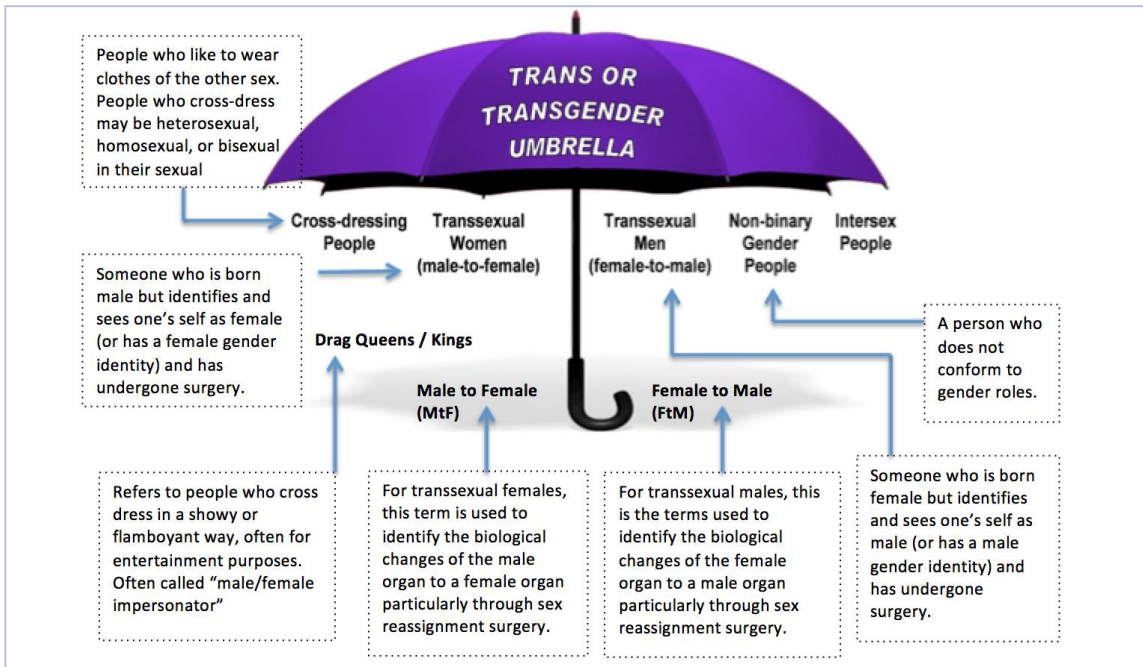 People who like to wear
clothes of the other sex.
People who cross-dress
may be heterosexual,
homosexual, or bisexual
in their sexual
TRANS OR
TRANSGENDER
UMBRELLA
Cross-dressing
People
Transsexual
Women
(male-to-female)
Transsexual
Men
(female-to-male)
Non-binary
Gender
People
Intersex
People
Someone who is born
male but identifies and
sees one’s self as female
(or has a female gender
identity) and has
undergone surgery.
Drag Queens / Kings
Male to Female
(MtF)
Female to Male
(FtM)
A person who
does not
conform to
gender roles.
Refers to people who cross
dress in a showy or
flamboyant way, often for
entertainment purposes.
Often called “male/female
impersonator”
For transsexual females,
this term is used to
identify the biological
changes of the male
organ to a female organ
particularly through sex
reassignment surgery.
For transsexual males, this
is the terms used to
identify the biological
changes of the female
organ to a male organ
particularly through sex
reassignment surgery.
Someone who is born
female but identifies
and sees one’s self as
male (or has a male
gender identity) and
has undergone
surgery.